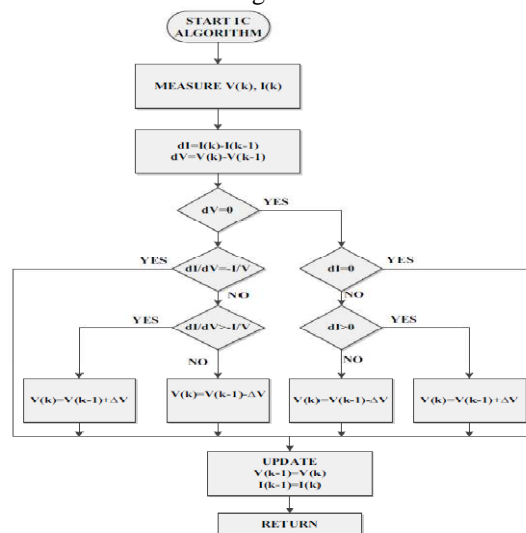 START IC
ALGORITHM
MEASURE V(k), I(k)
dI=I(k)-I(k-1)
dV=V(k)-V(k-1)
dV=0
YES
YES
dI/dV=-I/V
dI=0
NO
NO
YES
dI/dV>-I/V
dI>0
YES
NO
NO
V(k)=V(k-1)+ΔV
V(k)=V(k-1)-ΔV
V(k)=V(k-1)-ΔV
V(k)=V(k-1)+ΔV
UPDATE
V(k-1)=V(k)
I(k-1)=I(k)
RETURN